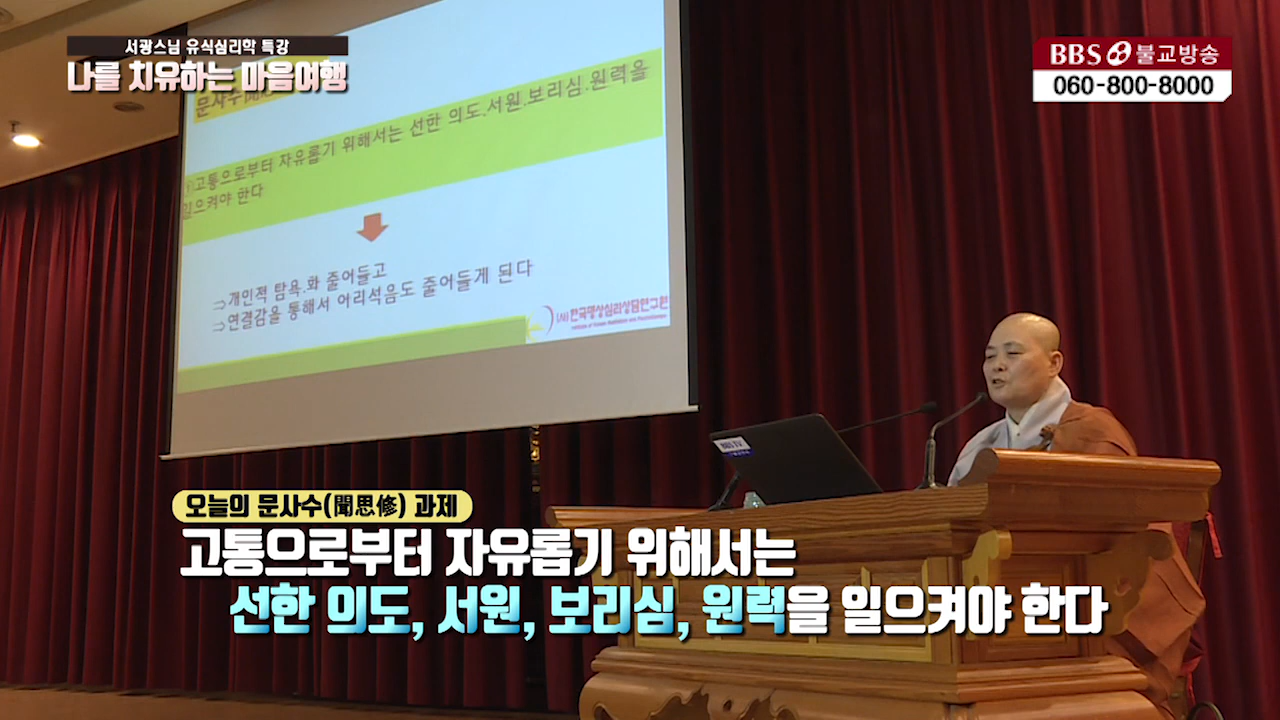 서광스님 유식심리학 특강
나를 치유하는 마음여행
BBS 불교방송
060-800-8000
문사수
①고통으로부터 자유롭기 위해서는 선한 의도.서원.보리심.원력을
일으켜야 한다
⇒개인적 탐욕.화 줄어들고
⇒연결감을 통해서 어리석음도 줄어들게 된다
(사)한국명상심리상담연구원
BBS TV
오늘의 문사수(聞思修) 과제
고통으로부터 자유롭기 위해서는
선한 의도, 서원, 보리심, 원력을 일으켜야 한다